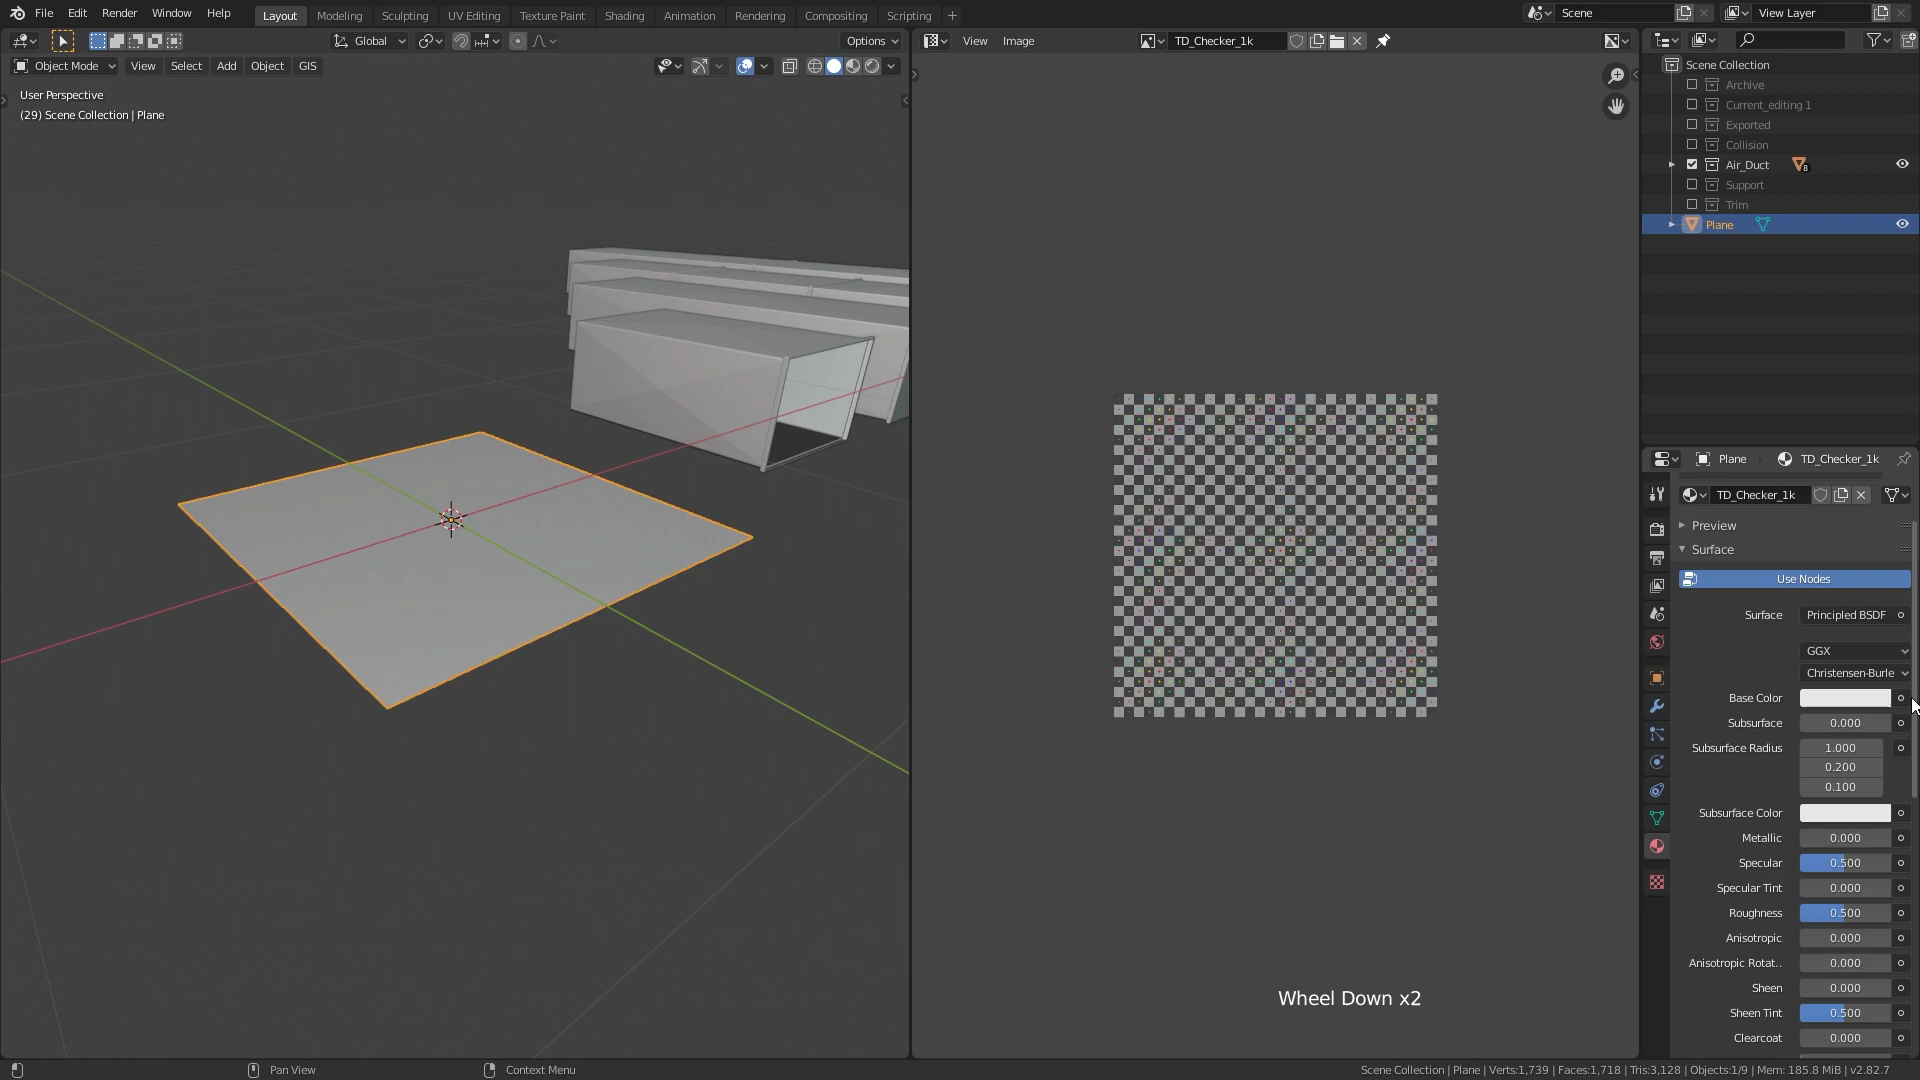 File Edit Render Window Help Layout Modeling Sculpting UV Editing Texture Paint Shading Animation Rendering Compositing Scripting + Scene View Layer
Global Options View Image TD_Checker_1k
Object Mode View Select Add Object GIS
User Perspective
(29) Scene Collection | Plane
Wheel Down x2
Scene Collection
Archive
Current_editing 1
Exported
Collision
Air_Duct 8
Support
Trim
Plane
Plane TD_Checker_1k
TD_Checker_1k
Preview
Surface
Use Nodes
Surface Principled BSDF
GGX
Christensen-Burle
Base Color
Subsurface 0.000
Subsurface Radius 1.000
0.200
0.100
Subsurface Color
Metallic 0.000
Specular 0.500
Specular Tint 0.000
Roughness 0.500
Anisotropic 0.000
Anisotropic Rotat.. 0.000
Sheen 0.000
Sheen Tint 0.500
Clearcoat 0.000
Pan View Context Menu Scene Collection | Plane | Verts:1,739 | Faces:1,718 | Tris:3,128 | Objects:1/9 | Mem: 185.8 MiB | v2.82.7